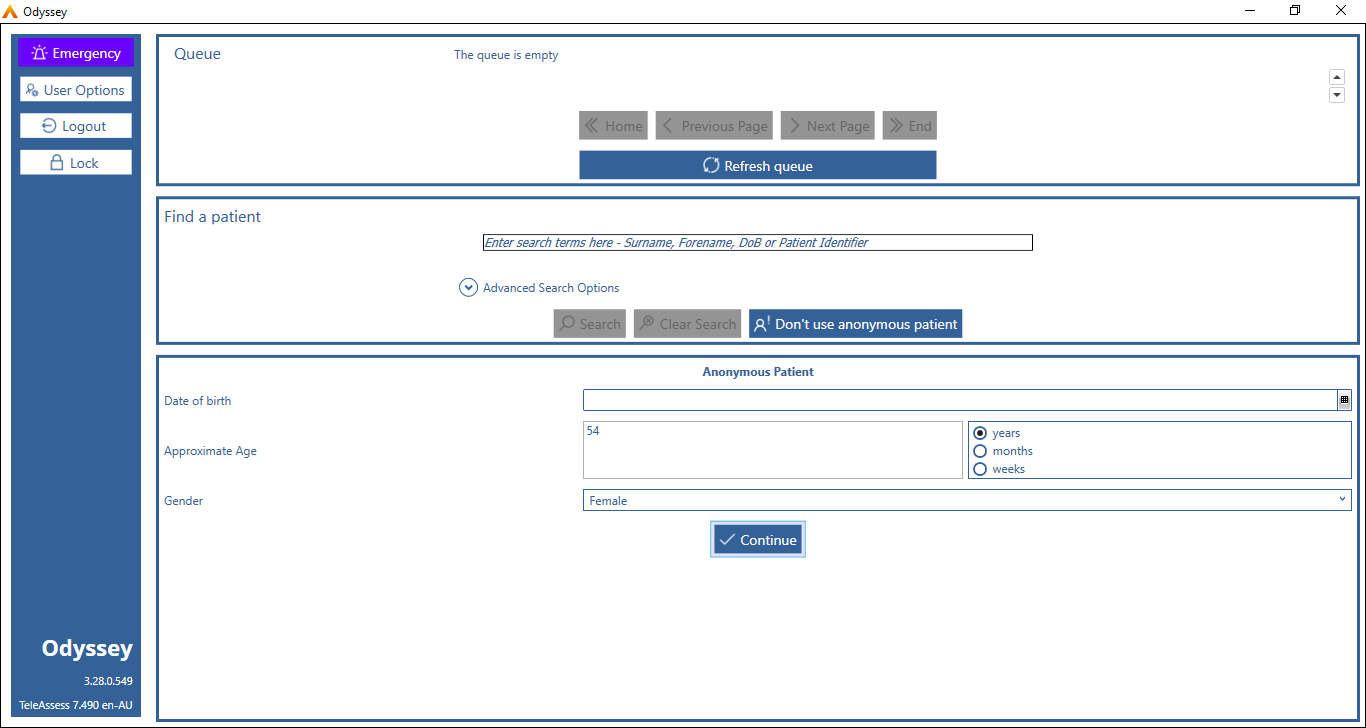 Odyssey
Emergency
User Options
Logout
Lock
Queue
The queue is empty
Home
Previous Page
Next Page
End
Refresh queue
Find a patient
Enter search terms here - Surname, Forename, DoB or Patient Identifier
Advanced Search Options
Search
Clear Search
Don't use anonymous patient
Anonymous Patient
Date of birth
Approximate Age
54
years
months
weeks
Gender
Female
Continue
Odyssey
3.28.0.549
TeleAssess 7.490 en-AU